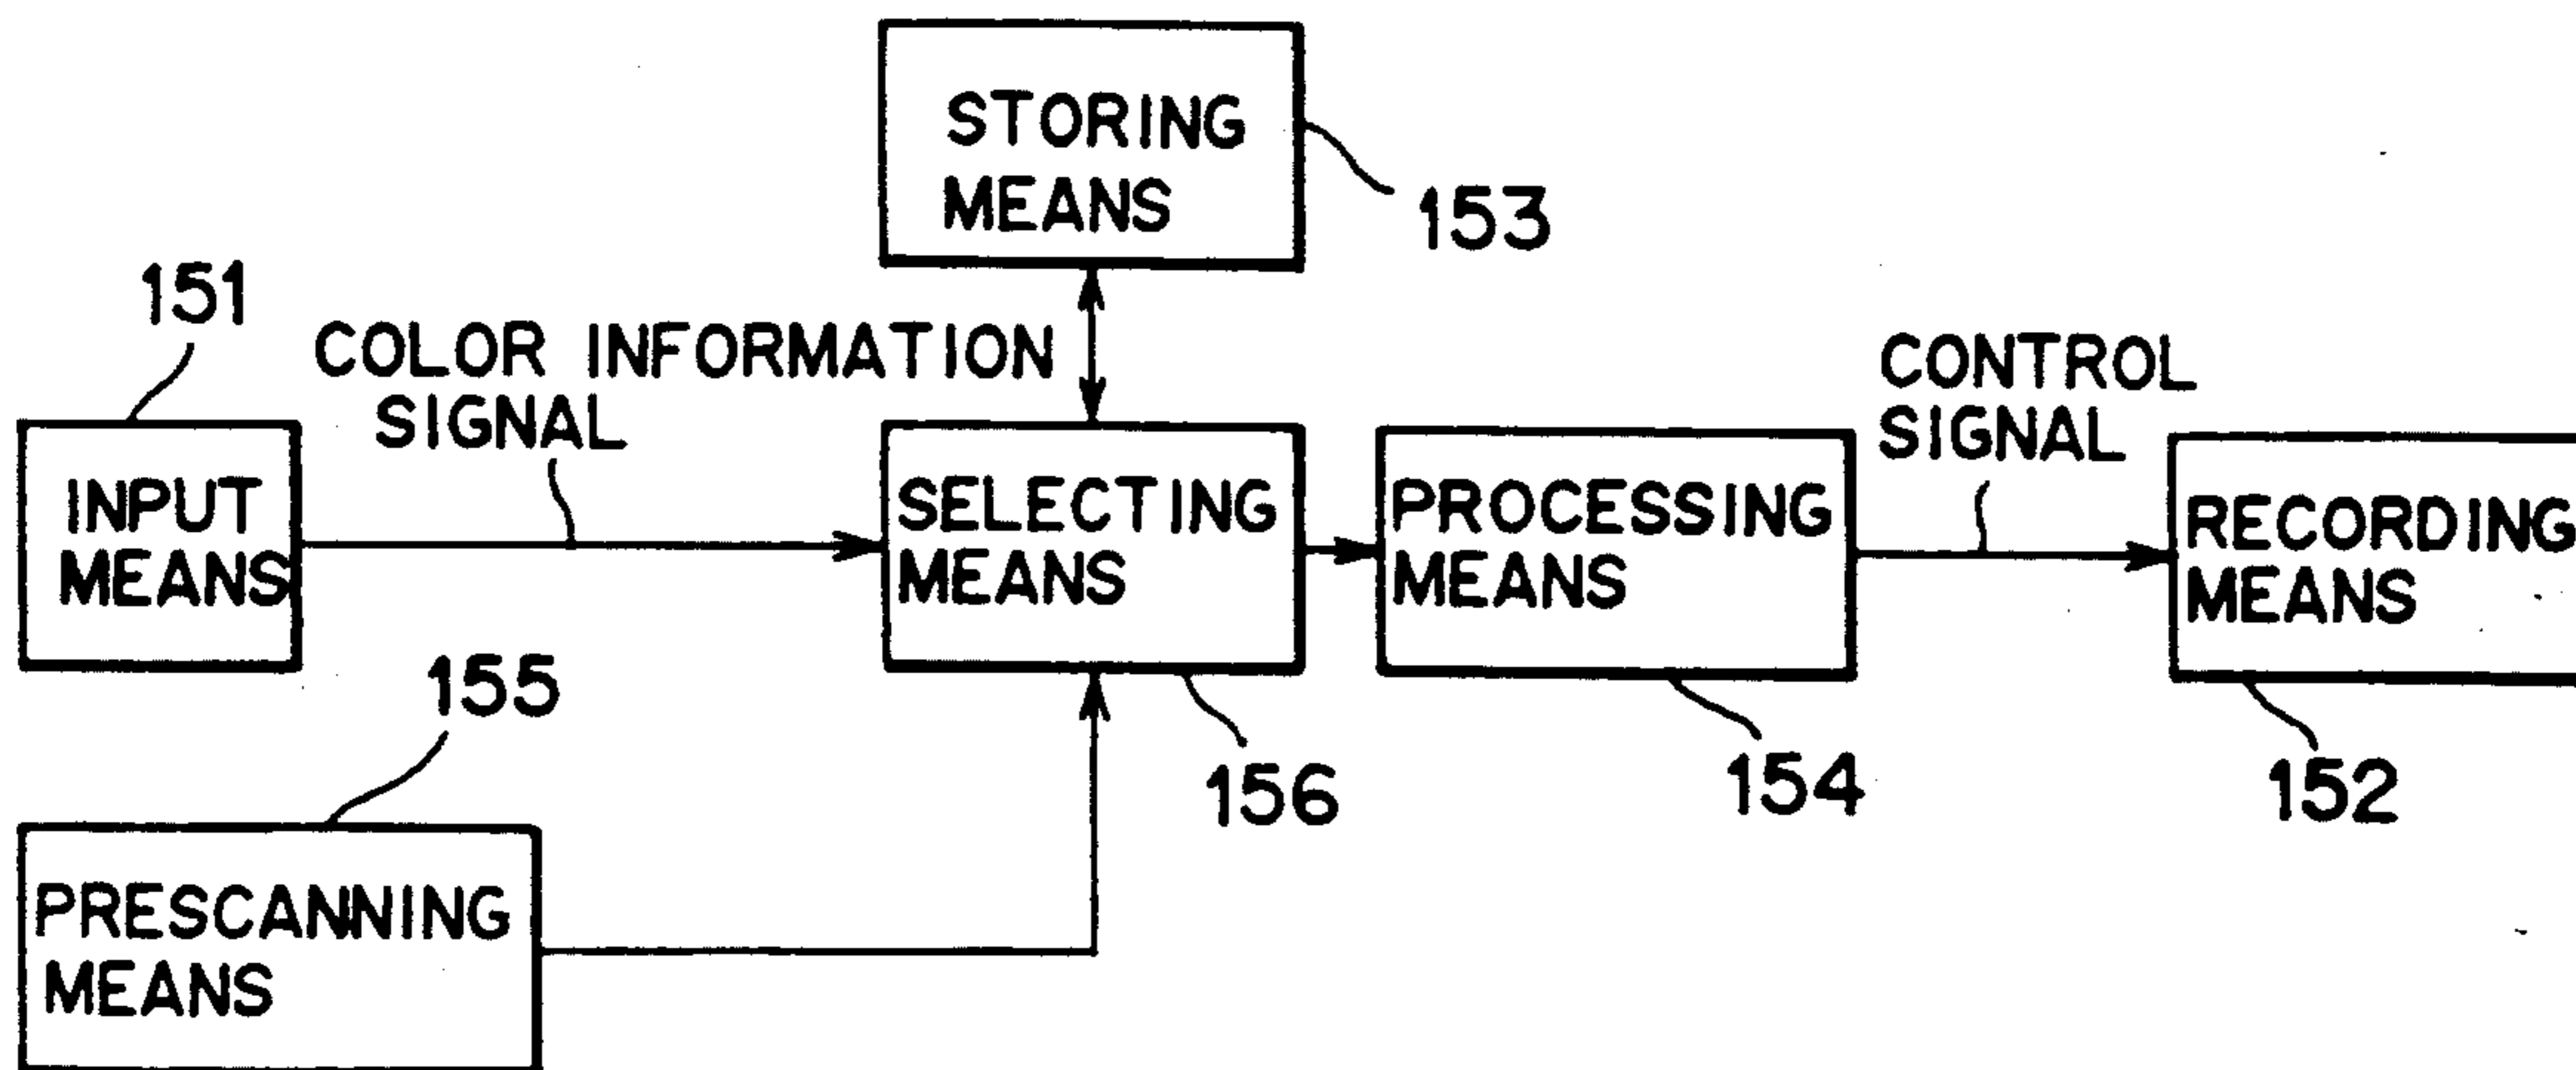 STORING
MEANS
153
151
COLOR INFORMATION
SIGNAL
CONTROL
SIGNAL
INPUT
MEANS
SELECTING
MEANS
PROCESSING
MEANS
RECORDING
MEANS
155
156
154
152
PRESCANNING
MEANS